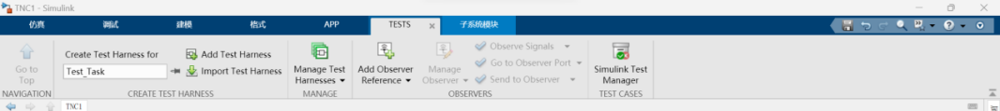 TNC1 - Simulink
仿真 调试 建模 格式 APP TESTS 子系统模块
Go to Top
NAVIGATION
Create Test Harness for
Test_Task
Add Test Harness
Import Test Harness
CREATE TEST HARNESS
Manage Test
Harnesses
MANAGE
Add Observer
Reference
Manage
Observer
Observe Signals
Go to Observer Port
Send to Observer
OBSERVERS
Simulink Test
Manager
TEST CASES
TNC1